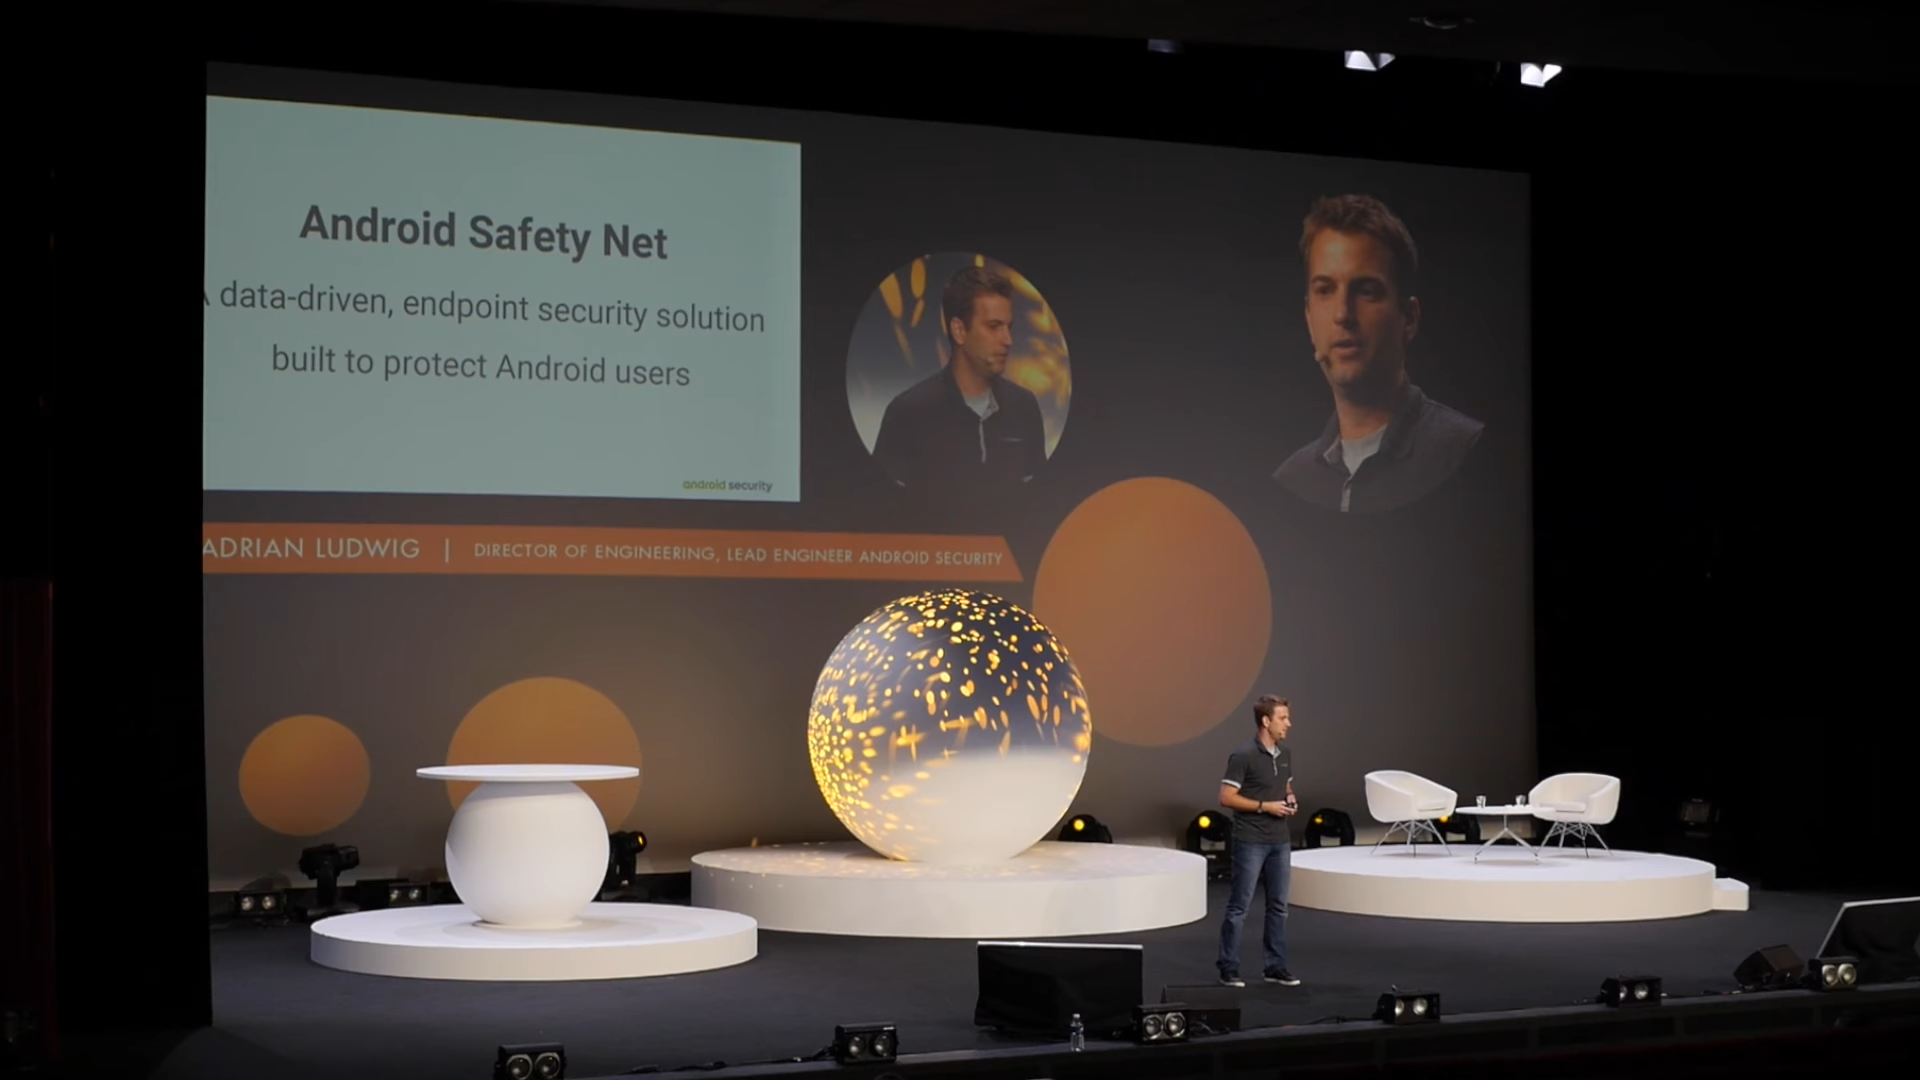 Android Safety Net
data-driven, endpoint security solution
built to protect Android users
android security
ADRIAN LUDWIG | DIRECTOR OF ENGINEERING, LEAD ENGINEER ANDROID SECURITY